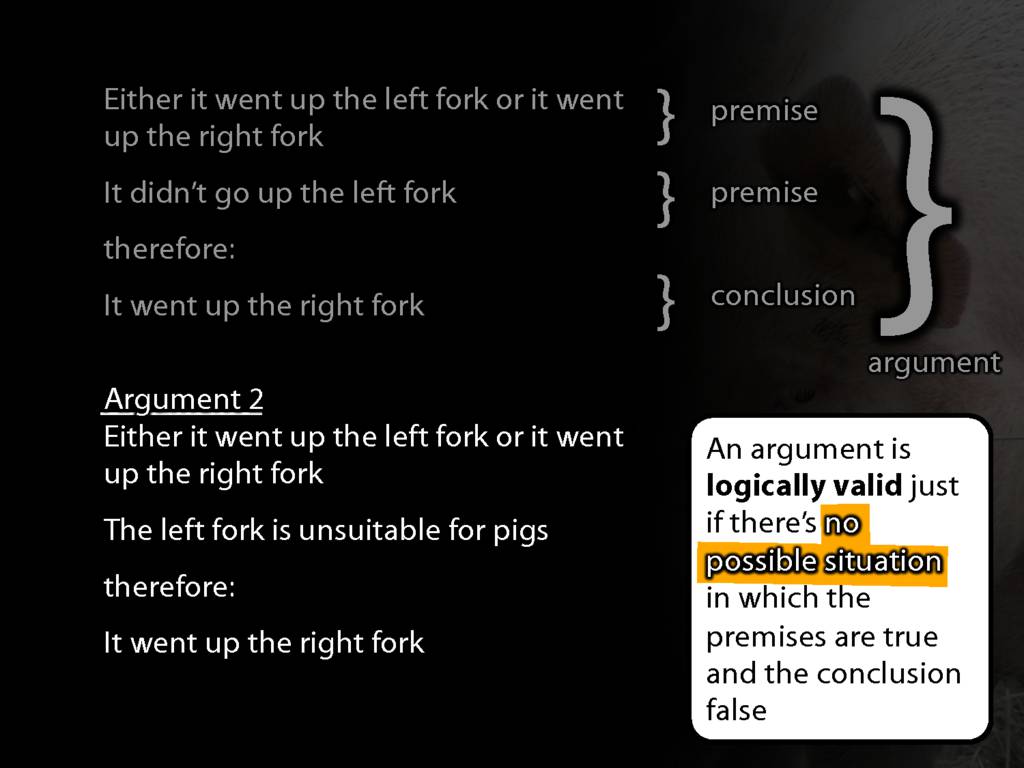 Either it went up the left fork or it went
up the right fork
} premise
It didn't go up the left fork
} premise
therefore:
It went up the right fork
} conclusion
}
argument
Argument 2
Either it went up the left fork or it went
up the right fork
The left fork is unsuitable for pigs
therefore:
It went up the right fork
An argument is
logically valid just
if there's no
possible situation
in which the
premises are true
and the conclusion
false